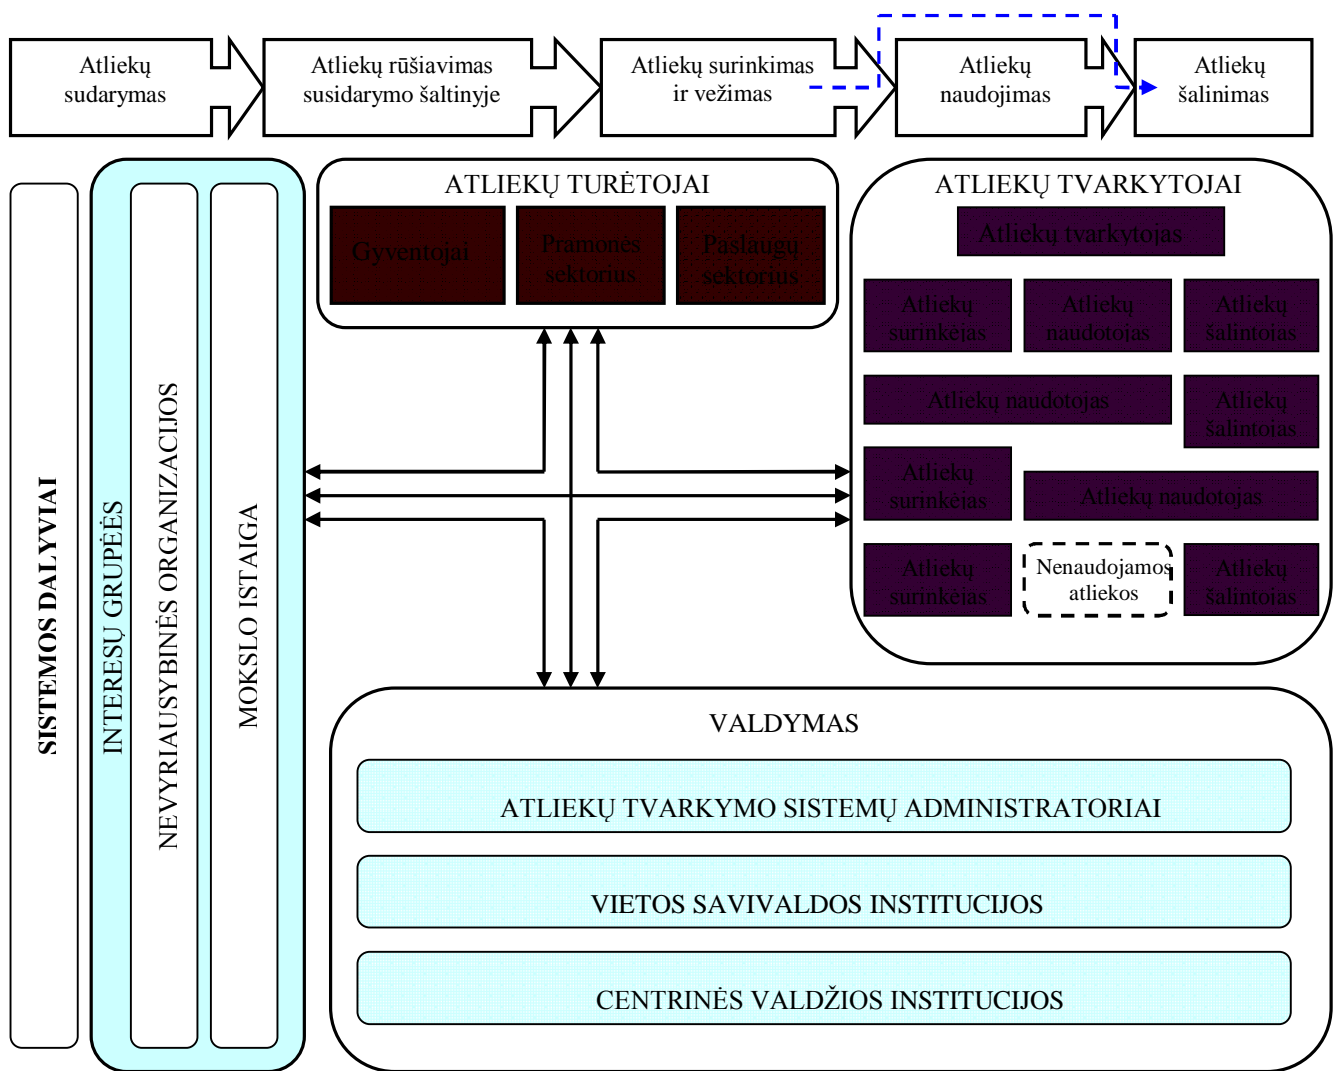 Atliekų
sudarymas
Atliekų rūšiavimas
susidarymo šaltinyje
Atliekų surinkimas
ir vežimas
Atliekų
naudojimas
Atliekų
šalinimas
SISTEMOS DALYVIAI
INTERESŲ GRUPĖĖS
NEVYRIAUSYBINĖS ORGANIZACIJOS
MOKSLO ISTAIGA
ATLIEKŲ TURĖTOJAI
Gyventojai
Pramonės
sektorius
Paslaugų
sektorius
ATLIEKŲ TVARKYTOJAI
Atliekų tvarkytojas
Atliekų
surinkėjas
Atliekų
naudotojas
Atliekų
šalintojas
Atliekų naudotojas
Atliekų
šalintojas
Atliekų
surinkėjas
Atliekų naudotojas
Atliekų
surinkėjas
Nenaudojamos
atliekos
Atliekų
šalintojas
VALDYMAS
ATLIEKŲ TVARKYMO SISTEMŲ ADMINISTRATORIAI
VIETOS SAVIVALDOS INSTITUCIJOS
CENTRINĖS VALDŽIOS INSTITUCIJOS